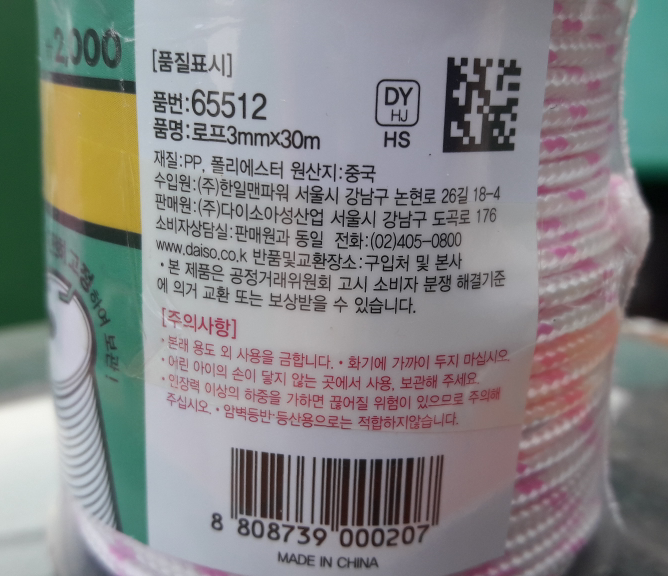 2,000
[품질표시]
품번:65512
품명:로프3mmx30m
DY
HJ
HS
재질:PP, 폴리에스터 원산지:중국
수입원:(주)한일맨파워 서울시 강남구 논현로 26길 18-4
판매원:(주)다이소아성산업 서울시 강남구 도곡로 176
소비자상담실:판매원과 동일 전화:(02)405-0800
www.daiso.co.k 반품및교환장소:구입처 및 본사
•본 제품은 공정거래위원회 고시 소비자 분쟁 해결기준
에 의거 교환 또는 보상받을 수 있습니다.
[주의사항]
•본래 용도 외 사용을 금합니다. •화기에 가까이 두지 마십시오.
•어린 아이의 손이 닿지 않는 곳에서 사용, 보관해 주세요.
•인장력 이상의 하중을 가하면 끊어질 위험이 있으므로 주의해
주십시오. •암벽등반·등산용으로는 적합하지않습니다.
8 808739 000207
MADE IN CHINA
고정하여 보관!